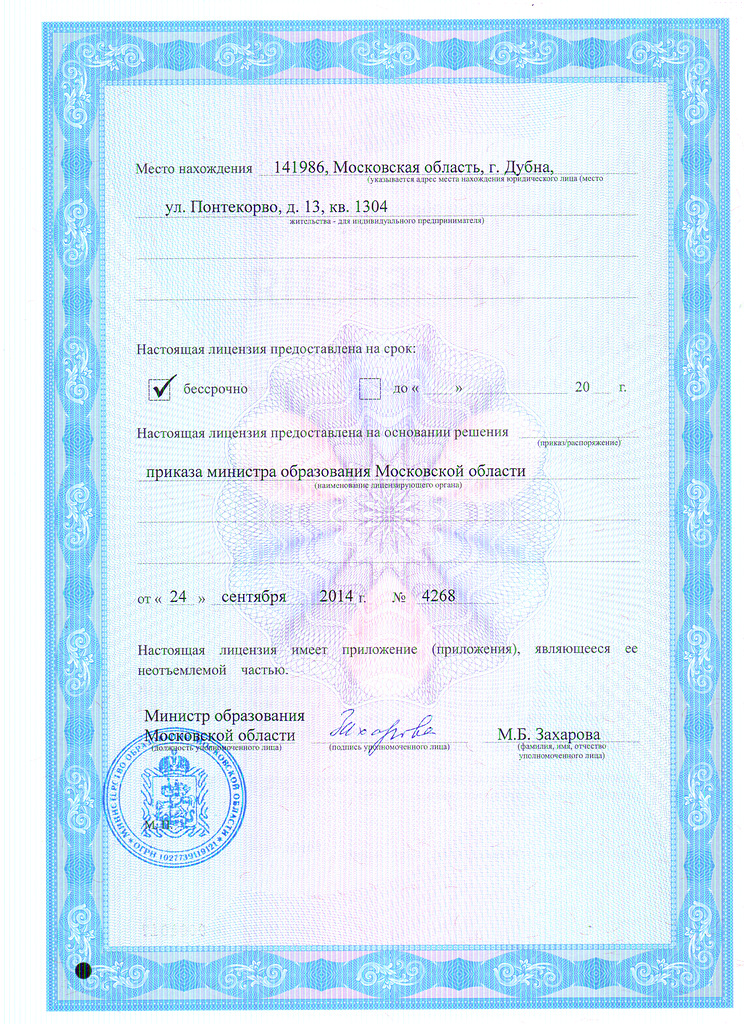 Место нахождения 141986, Московская область, г. Дубна,
(указывается адрес места нахождения юридического лица (место
ул. Понтекорво, д. 13, кв. 1304
жительства - для индивидуального предпринимателя)
Настоящая лицензия предоставлена на срок:
бессрочно до « » 20 г.
Настоящая лицензия предоставлена на основании решения
(приказ/распоряжение)
приказа министра образования Московской области
(наименование лицензирующего органа)
от « 24 » сентября 2014 г. № 4268
Настоящая лицензия имеет приложение (приложения), являющееся ее
неотъемлемой частью.
Министр образования
Московской области Захарова М.Б. Захарова
(должность уполномоченного лица) (подпись уполномоченного лица) (фамилия, имя, отчество
уполномоченного лица)
МИНИСТЕРСТВО ОБРАЗОВАНИЯ МОСКОВСКОЙ ОБЛАСТИ
* ОГРН 1027739119121 *
М.П.